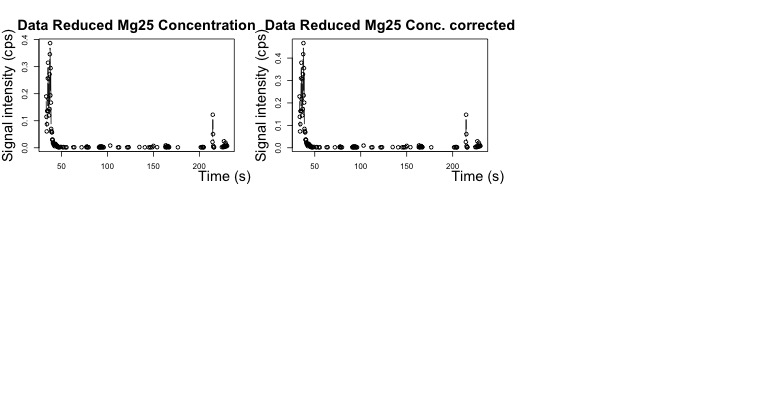 Data Reduced Mg25 Concentration
Signal intensity (cps)
0.0 0.1 0.2 0.3 0.4
50 100 150 200
Time (s)
Data Reduced Mg25 Conc. corrected
Signal intensity (cps)
0.0 0.1 0.2 0.3 0.4
50 100 150 200
Time (s)